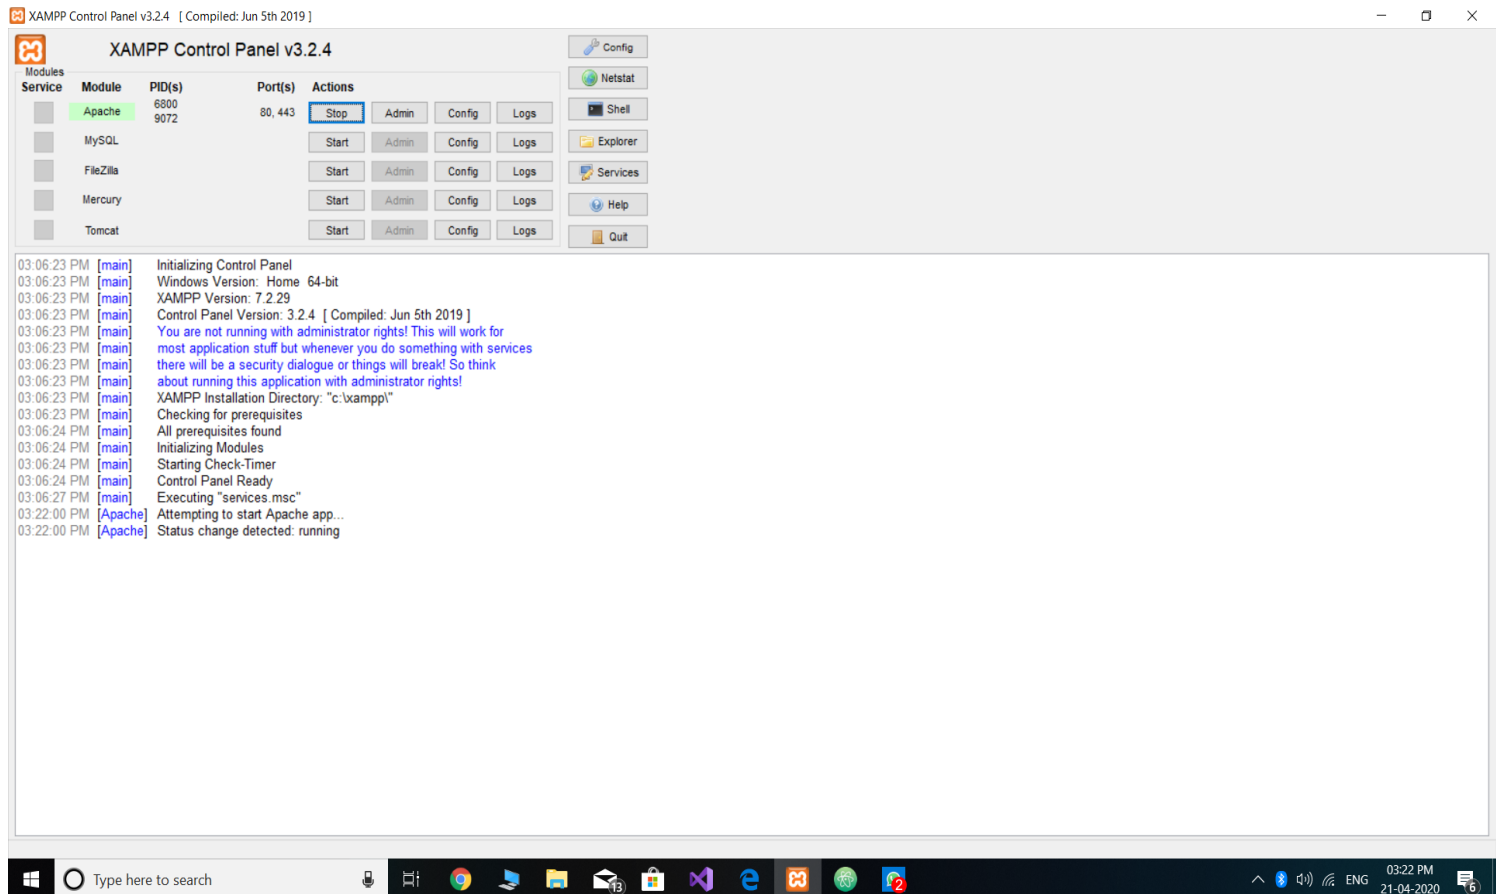 XAMPP Control Panel v3.2.4 [ Compiled: Jun 5th 2019 ]
XAMPP Control Panel v3.2.4
Modules
Service Module PID(s) Port(s) Actions
Apache 6800 9072 80, 443 Stop Admin Config Logs
MySQL Start Admin Config Logs
FileZilla Start Admin Config Logs
Mercury Start Admin Config Logs
Tomcat Start Admin Config Logs
Config
Netstat
Shell
Explorer
Services
Help
Quit
03:06:23 PM [main] Initializing Control Panel
03:06:23 PM [main] Windows Version: Home 64-bit
03:06:23 PM [main] XAMPP Version: 7.2.29
03:06:23 PM [main] Control Panel Version: 3.2.4 [ Compiled: Jun 5th 2019 ]
03:06:23 PM [main] You are not running with administrator rights! This will work for
03:06:23 PM [main] most application stuff but whenever you do something with services
03:06:23 PM [main] there will be a security dialogue or things will break! So think
03:06:23 PM [main] about running this application with administrator rights!
03:06:23 PM [main] XAMPP Installation Directory: "c:\xampp\"
03:06:23 PM [main] Checking for prerequisites
03:06:24 PM [main] All prerequisites found
03:06:24 PM [main] Initializing Modules
03:06:24 PM [main] Starting Check-Timer
03:06:24 PM [main] Control Panel Ready
03:06:27 PM [main] Executing "services.msc"
03:22:00 PM [Apache] Attempting to start Apache app...
03:22:00 PM [Apache] Status change detected: running
Type here to search
13
2
ENG
03:22 PM
21-04-2020
6